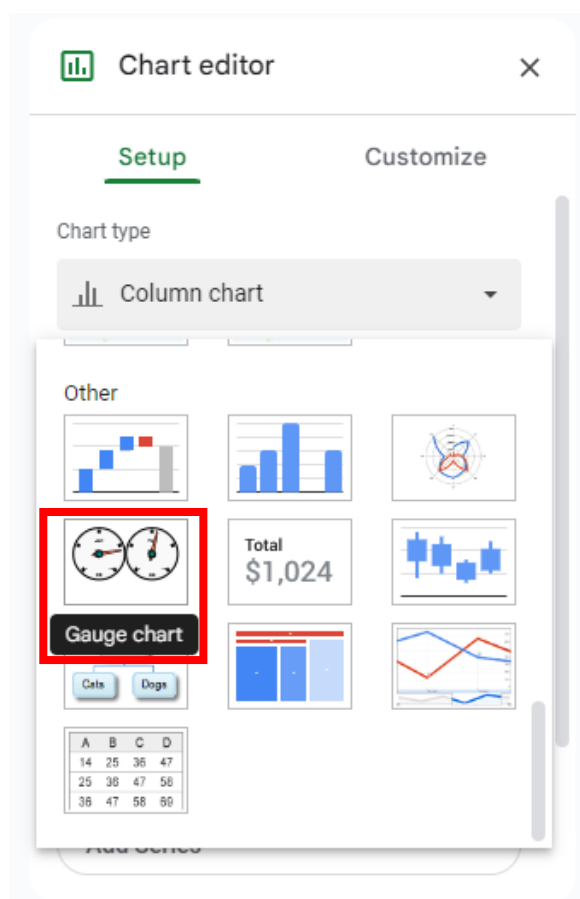 Chart editor
Setup Customize
Chart type
Column chart
Other
Total
$1,024
Gauge chart
Cats Dogs
A B C D
14 25 36 47
25 36 47 58
36 47 58 69
Add Series